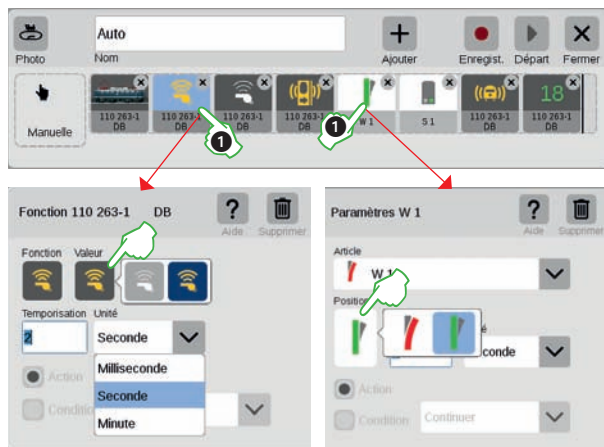 Auto
Photo Nom Ajouter Enregist. Départ Fermer
Manuelle
110 263-1 DB
110 263-1 DB
110 263-1 DB
110 263-1 DB
W 1
S 1
110 263-1 DB
18
110 263-1 DB
1
1
Fonction 110 263-1 DB
?
Aide Supprimer
Fonction Valeur
Temporisation Unité
2 Seconde
Milliseconde
Seconde
Minute
Action
Conditio
Paramètres W 1
?
Aide Supprimer
Article
W 1
Position
conde
Action
Condition Continuer